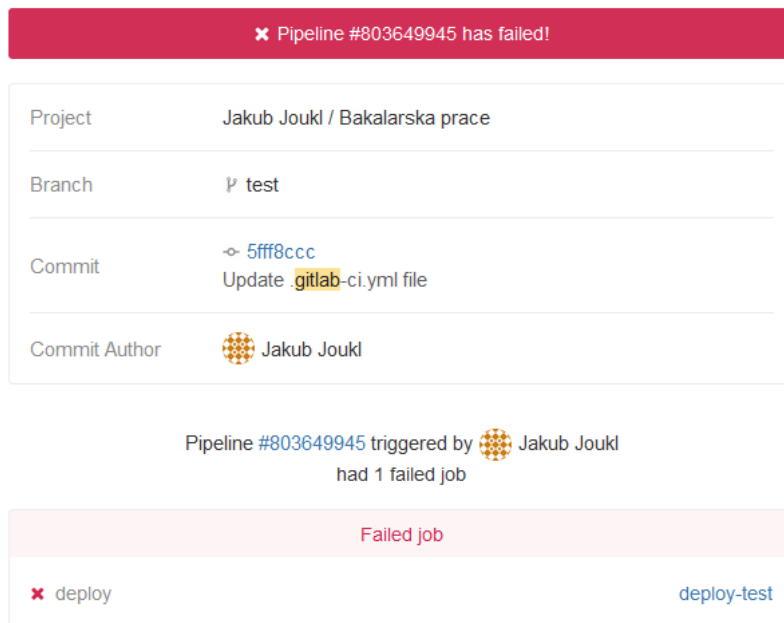 ✖ Pipeline #803649945 has failed!
Project Jakub Joukl / Bakalarska prace
Branch test
Commit 5fff8ccc
Update .gitlab-ci.yml file
Commit Author Jakub Joukl
Pipeline #803649945 triggered by Jakub Joukl
had 1 failed job
Failed job
✖ deploy deploy-test